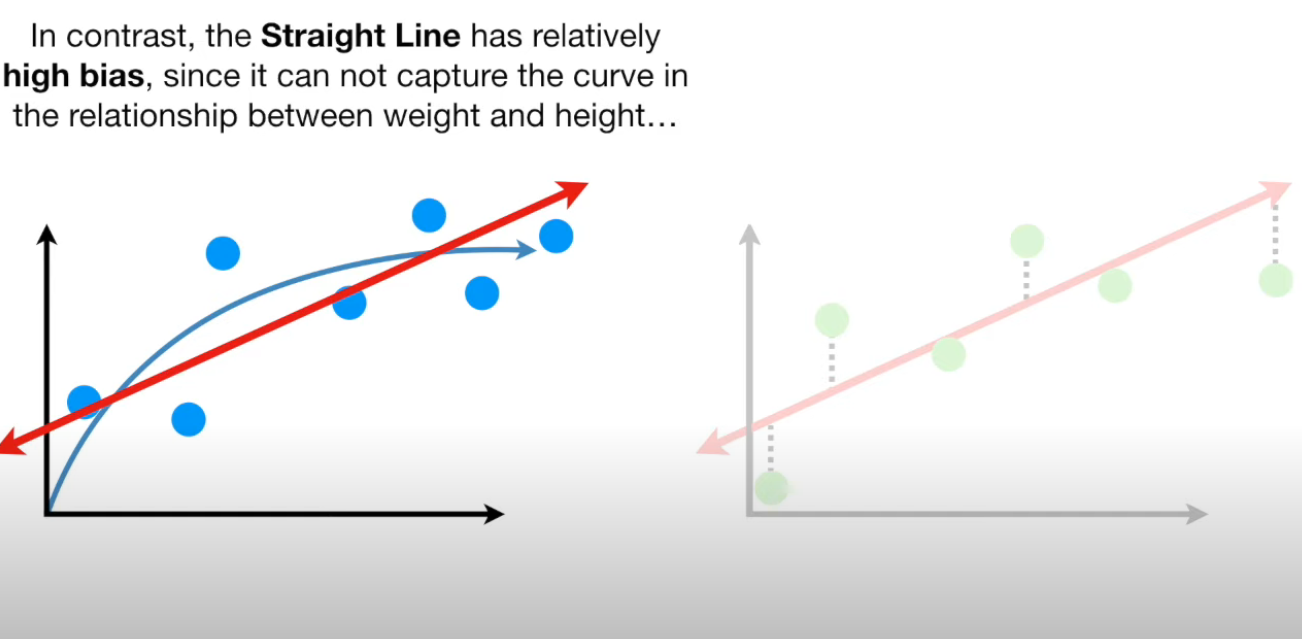 In contrast, the Straight Line has relatively
high bias, since it can not capture the curve in
the relationship between weight and height…